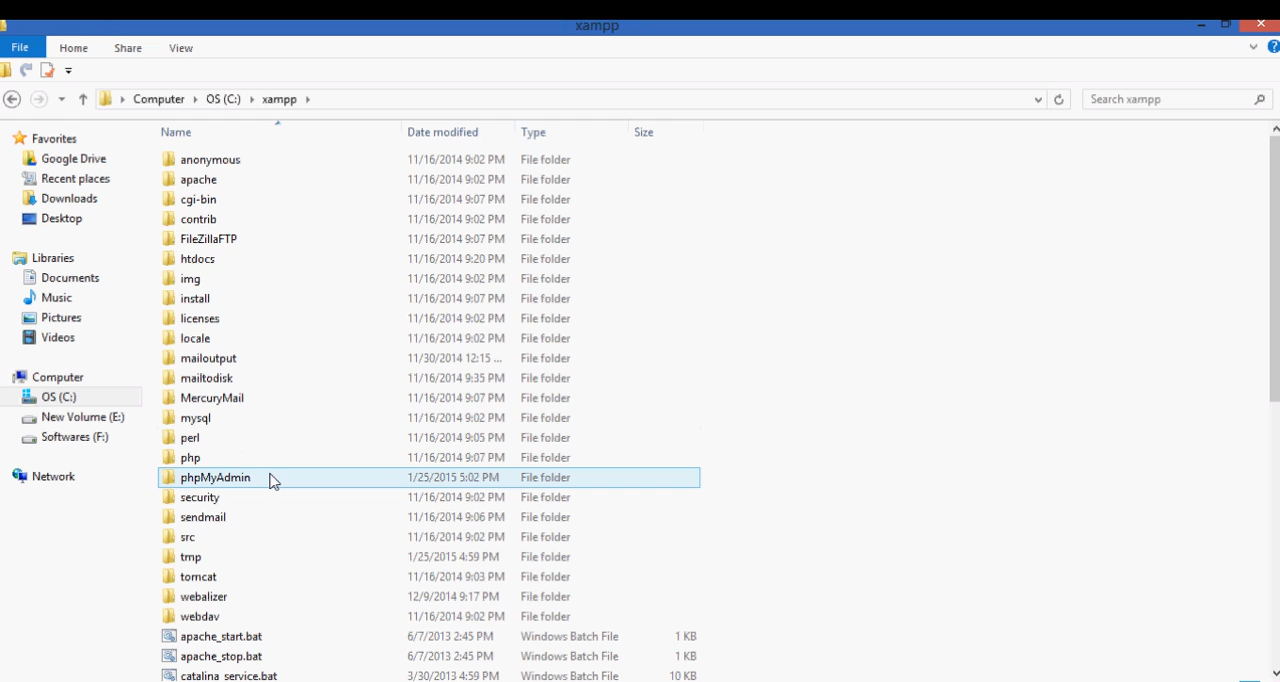 xampp
File Home Share View
Computer OS (C:) xampp Search xampp
Name Date modified Type Size
Favorites
Google Drive
Recent places
Downloads
Desktop
Libraries
Documents
Music
Pictures
Videos
Computer
OS (C:)
New Volume (E:)
Softwares (F:)
Network
anonymous 11/16/2014 9:02 PM File folder
apache 11/16/2014 9:02 PM File folder
cgi-bin 11/16/2014 9:07 PM File folder
contrib 11/16/2014 9:02 PM File folder
FileZillaFTP 11/16/2014 9:07 PM File folder
htdocs 11/16/2014 9:20 PM File folder
img 11/16/2014 9:02 PM File folder
install 11/16/2014 9:07 PM File folder
licenses 11/16/2014 9:02 PM File folder
locale 11/16/2014 9:02 PM File folder
mailoutput 11/30/2014 12:15 ... File folder
mailtodisk 11/16/2014 9:35 PM File folder
MercuryMail 11/16/2014 9:07 PM File folder
mysql 11/16/2014 9:02 PM File folder
perl 11/16/2014 9:05 PM File folder
php 11/16/2014 9:07 PM File folder
phpMyAdmin 1/25/2015 5:02 PM File folder
security 11/16/2014 9:02 PM File folder
sendmail 11/16/2014 9:06 PM File folder
src 11/16/2014 9:02 PM File folder
tmp 1/25/2015 4:59 PM File folder
tomcat 11/16/2014 9:03 PM File folder
webalizer 12/9/2014 9:17 PM File folder
webdav 11/16/2014 9:02 PM File folder
apache_start.bat 6/7/2013 2:45 PM Windows Batch File 1 KB
apache_stop.bat 6/7/2013 2:45 PM Windows Batch File 1 KB
catalina_service.bat 3/30/2013 4:59 PM Windows Batch File 10 KB